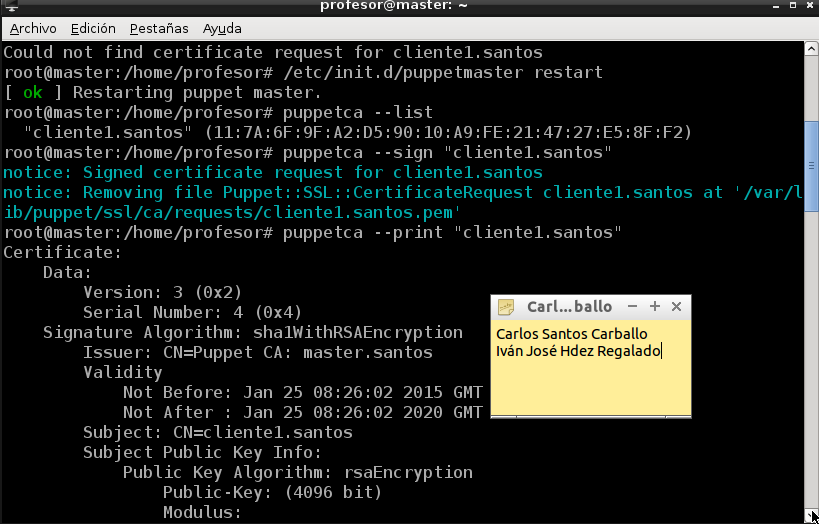 profesor@master: ~
Archivo Edición Pestañas Ayuda
Could not find certificate request for cliente1.santos
root@master:/home/profesor# /etc/init.d/puppetmaster restart
[ ok ] Restarting puppet master.
root@master:/home/profesor# puppetca --list
"cliente1.santos" (11:7A:6F:9F:A2:D5:90:10:A9:FE:21:47:27:E5:8F:F2)
root@master:/home/profesor# puppetca --sign "cliente1.santos"
notice: Signed certificate request for cliente1.santos
notice: Removing file Puppet::SSL::CertificateRequest cliente1.santos at '/var/l
ib/puppet/ssl/ca/requests/cliente1.santos.pem'
root@master:/home/profesor# puppetca --print "cliente1.santos"
Certificate:
Data:
Version: 3 (0x2)
Serial Number: 4 (0x4)
Signature Algorithm: sha1WithRSAEncryption
Issuer: CN=Puppet CA: master.santos
Validity
Not Before: Jan 25 08:26:02 2015 GMT
Not After : Jan 25 08:26:02 2020 GMT
Subject: CN=cliente1.santos
Subject Public Key Info:
Public Key Algorithm: rsaEncryption
Public-Key: (4096 bit)
Modulus:
Carl...ballo
Carlos Santos Carballo
Iván José Hdez Regalado